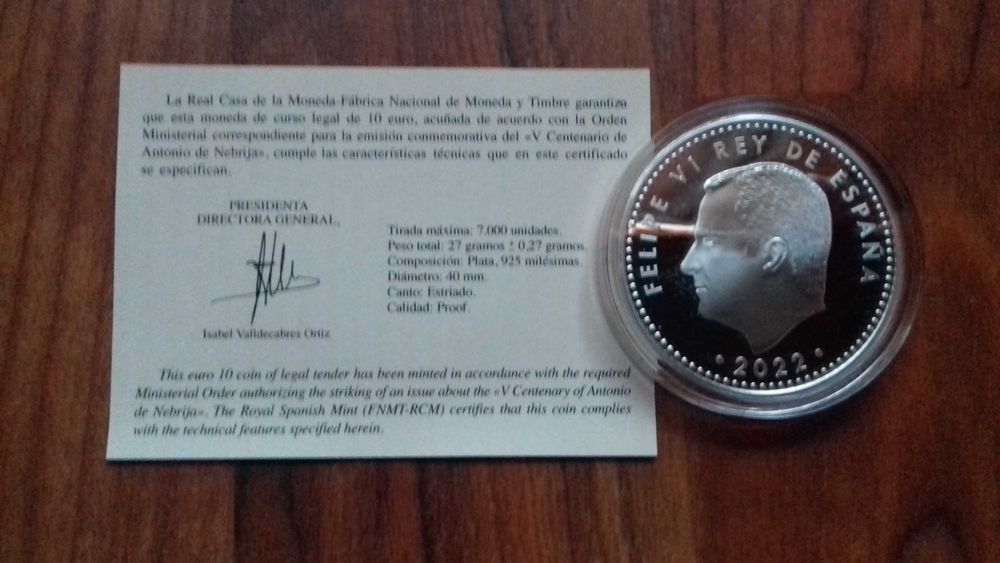 La Real Casa de la Moneda-Fábrica Nacional de Moneda y Timbre garantiza
que esta moneda de curso legal de 10 euro, acuñada de acuerdo con la Orden
Ministerial correspondiente para la emisión conmemorativa del «V Centenario de
Antonio de Nebrija», cumple las características técnicas que en este certificado
se especifican.
PRESIDENTA
DIRECTORA GENERAL,
Isabel Valldecabres Ortiz
Tirada máxima: 7.000 unidades.
Peso total: 27 gramos ± 0,27 gramos.
Composición: Plata, 925 milésimas.
Diámetro: 40 mm.
Canto: Estriado.
Calidad: Proof.
This euro 10 coin of legal tender has been minted in accordance with the required
Ministerial Order authorizing the striking of an issue about the «V Centenary of Antonio
de Nebrija». The Royal Spanish Mint (FNMT-RCM) certifies that this coin complies
with the technical features specified herein.
FELIPE VI REY DE ESPAÑA
• 2022 •